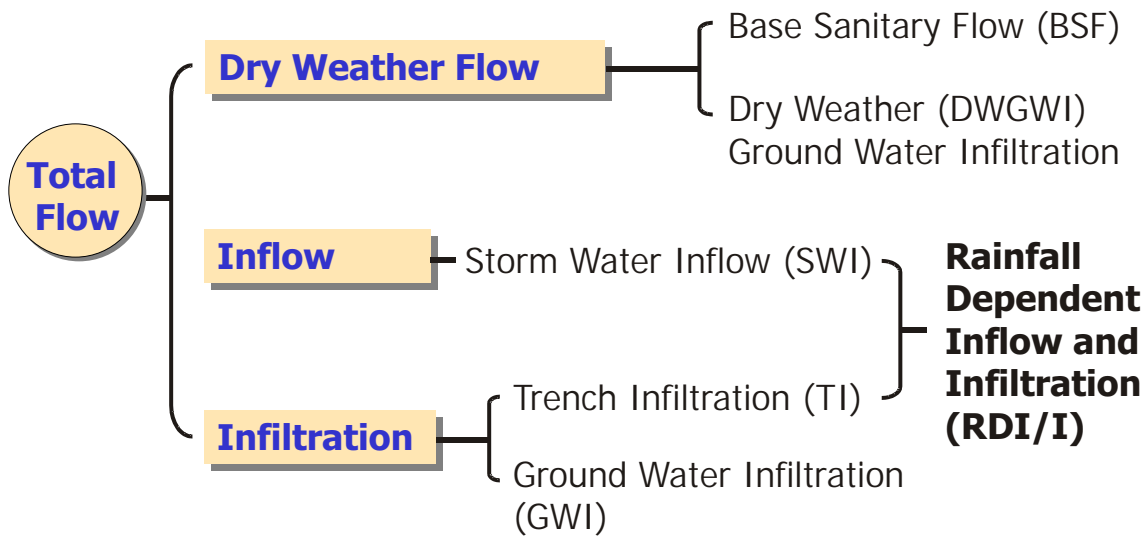 Total
Flow
Dry Weather Flow
Base Sanitary Flow (BSF)
Dry Weather (DWGWI)
Ground Water Infiltration
Inflow
Storm Water Inflow (SWI)
Infiltration
Trench Infiltration (TI)
Ground Water Infiltration
(GWI)
Rainfall
Dependent
Inflow and
Infiltration
(RDI/I)